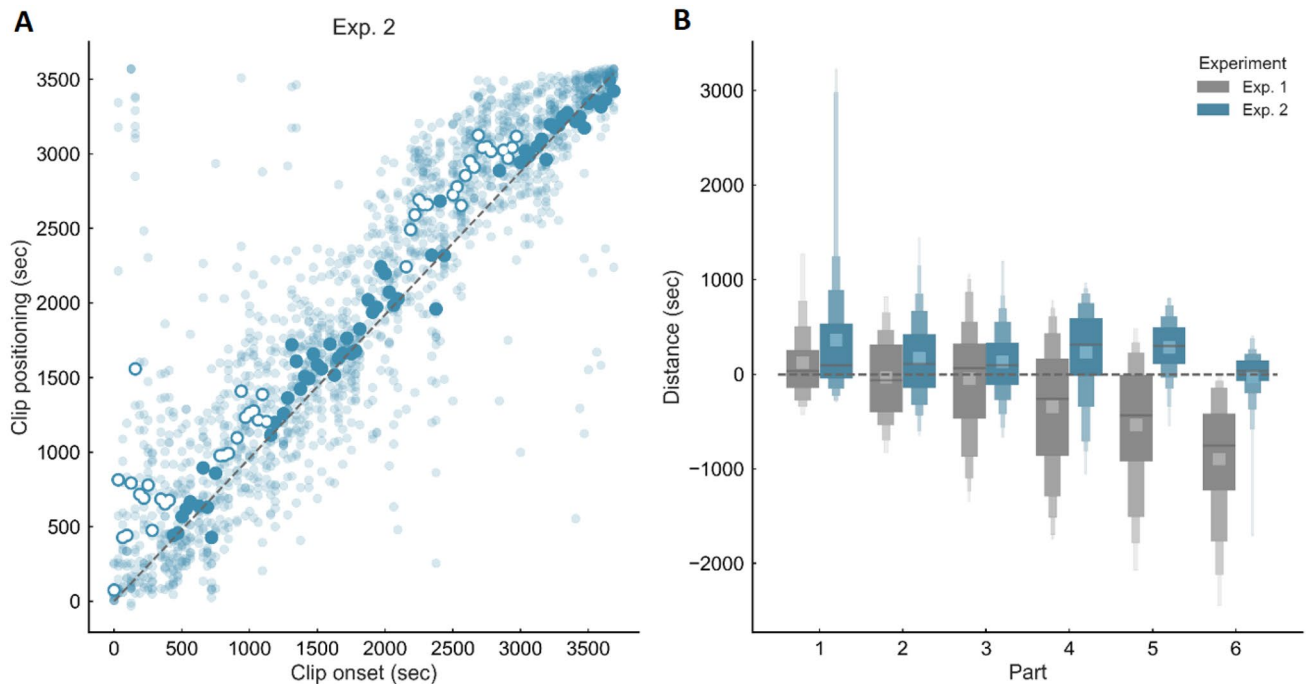 A
Exp. 2
Clip positioning (sec)
3500
3000
2500
2000
1500
1000
500
0
0 500 1000 1500 2000 2500 3000 3500
Clip onset (sec)
B
Experiment
Exp. 1
Exp. 2
Distance (sec)
3000
2000
1000
0
−1000
−2000
1 2 3 4 5 6
Part